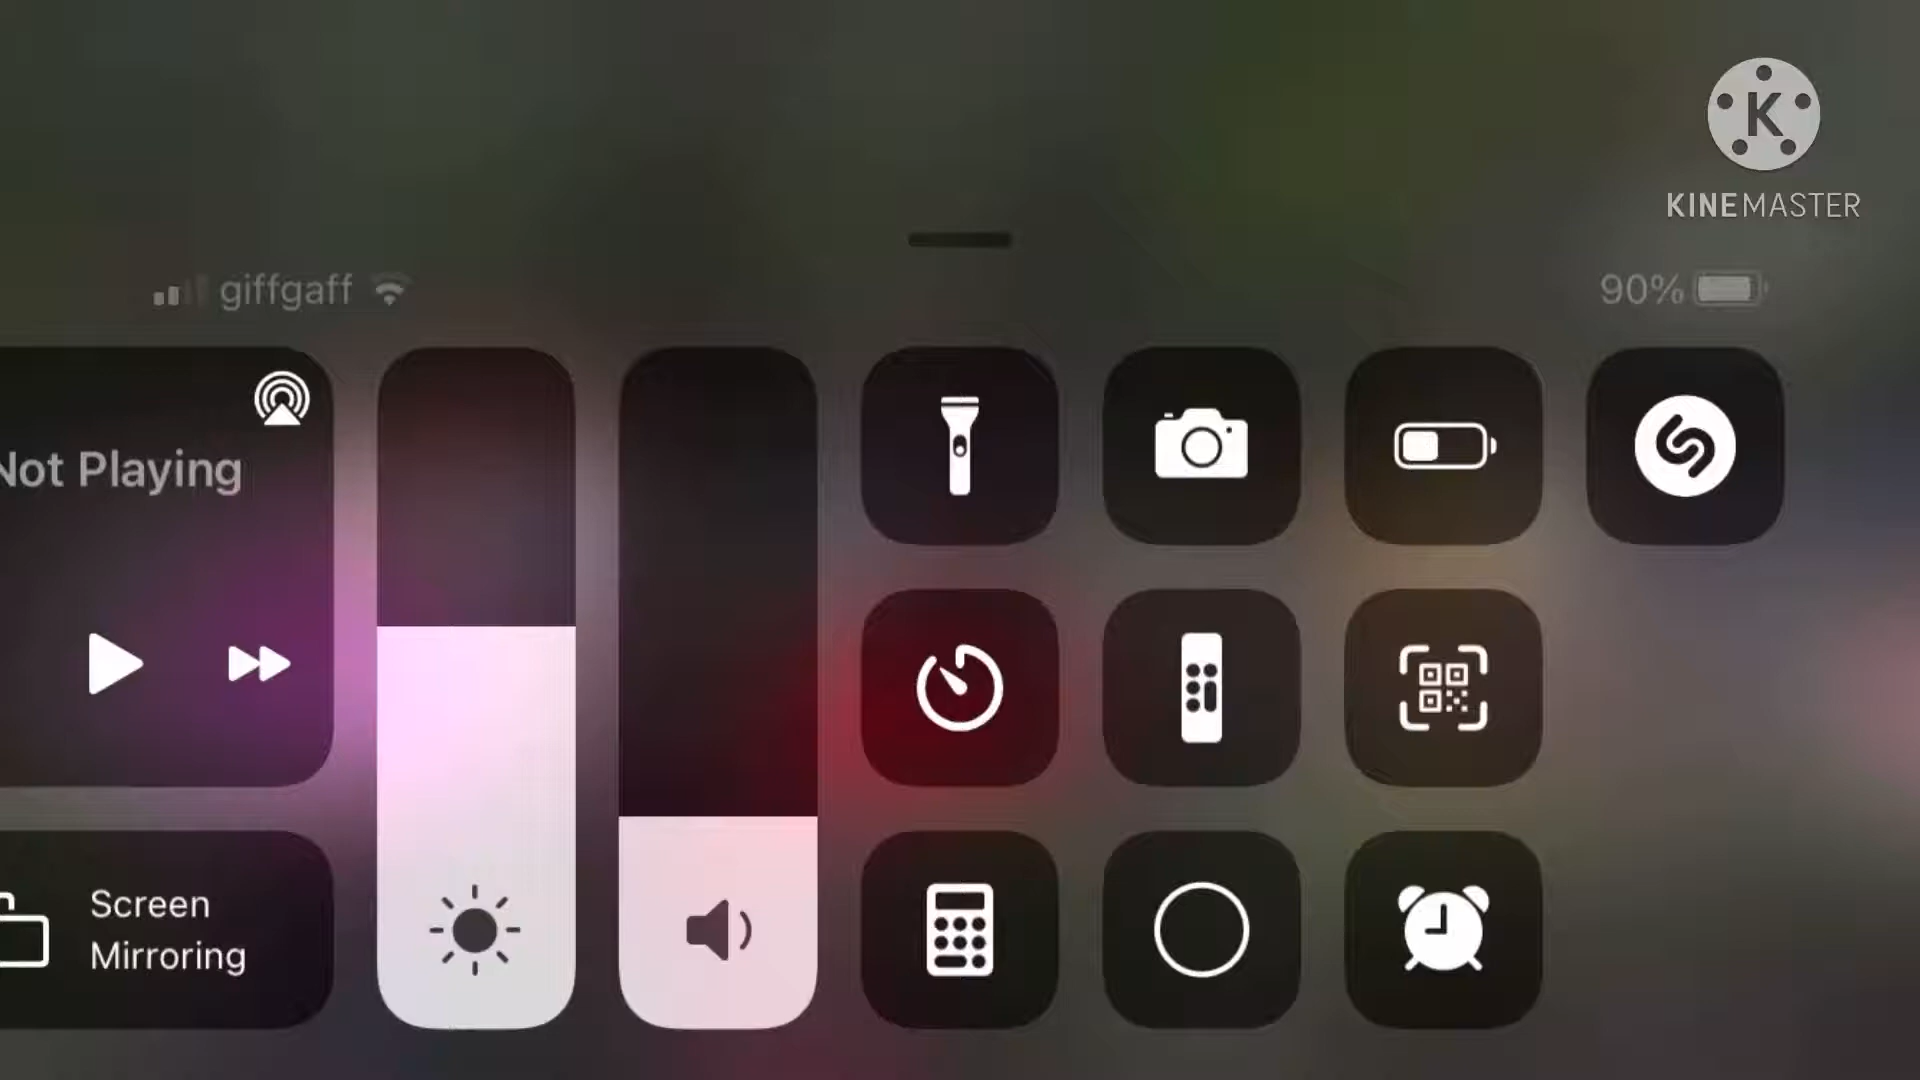 K
KINEMASTER
giffgaff
90%
Not Playing
Screen
Mirroring